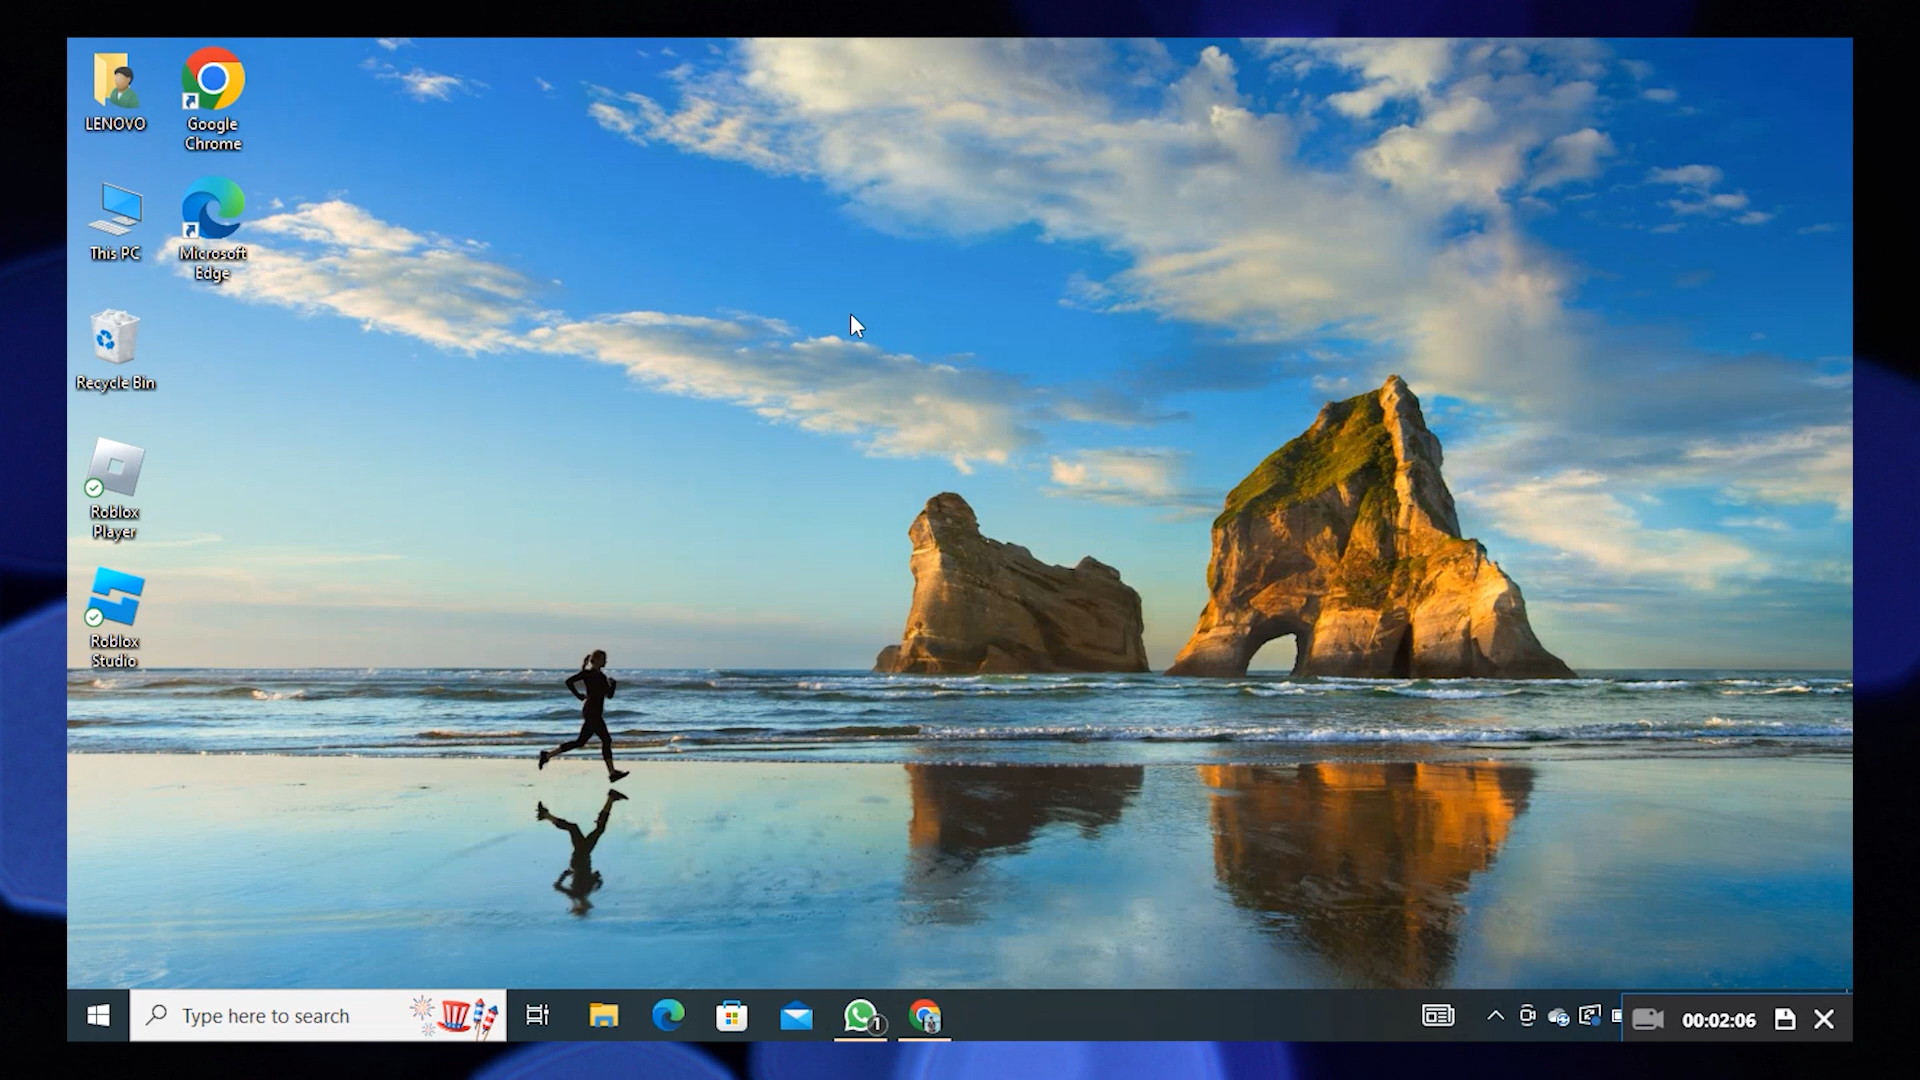 LENOVO
Google
Chrome
This PC
Microsoft
Edge
Recycle Bin
Roblox
Player
Roblox
Studio
Type here to search
1
00:02:06